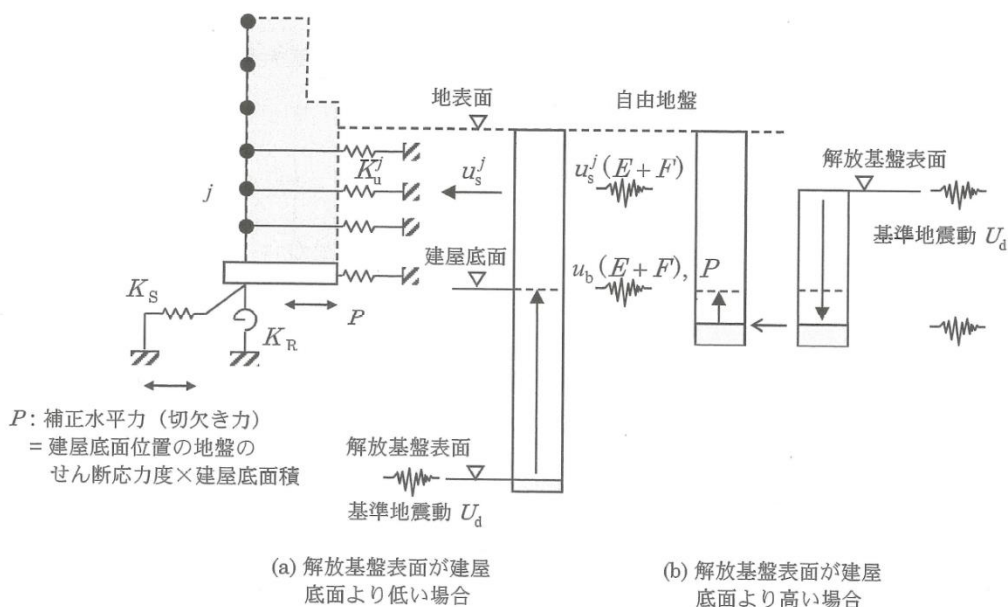 地表面
自由地盤
解放基盤表面
j
K_u^j
u_s^j
u_s^j (E + F)
基準地震動 U_d
建屋底面
u_b (E + F), P
K_S
P
K_R
P : 補正水平力（切欠き力）
= 建屋底面位置の地盤の
せん断応力度×建屋底面積
解放基盤表面
基準地震動 U_d
(a) 解放基盤表面が建屋
底面より低い場合
(b) 解放基盤表面が建屋
底面より高い場合